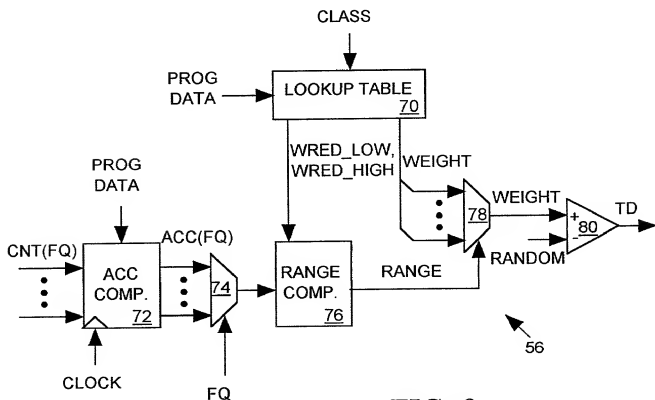 CLASS
PROG
DATA
LOOKUP TABLE
70
WRED_LOW,
WRED_HIGH
WEIGHT
PROG
DATA
CNT(FQ)
ACC(FQ)
ACC
COMP.
72
74
RANGE
COMP.
76
RANGE
78
WEIGHT
RANDOM
+
-
80
TD
CLOCK
FQ
56